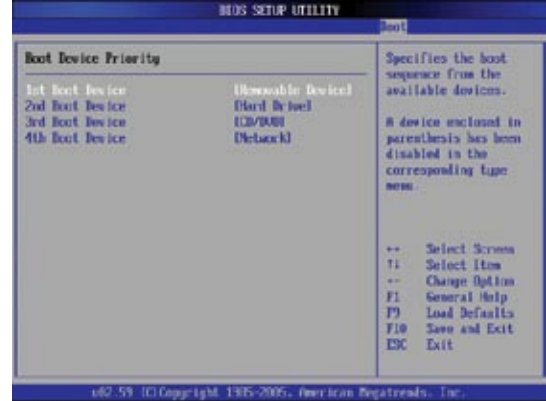 BIOS SETUP UTILITY
Boot
Boot Device Priority
1st Boot Device [Removable Device]
2nd Boot Device [Hard Drive]
3rd Boot Device [CD/DVD]
4th Boot Device [Network]
Specifies the boot
sequence from the
available devices.
A device enclosed in
parenthesis has been
disabled in the
corresponding type
menu.
↔ Select Screen
↑↓ Select Item
+- Change Option
F1 General Help
F9 Load Defaults
F10 Save and Exit
ESC Exit
v02.59 (C)Copyright 1985-2005, American Megatrends, Inc.